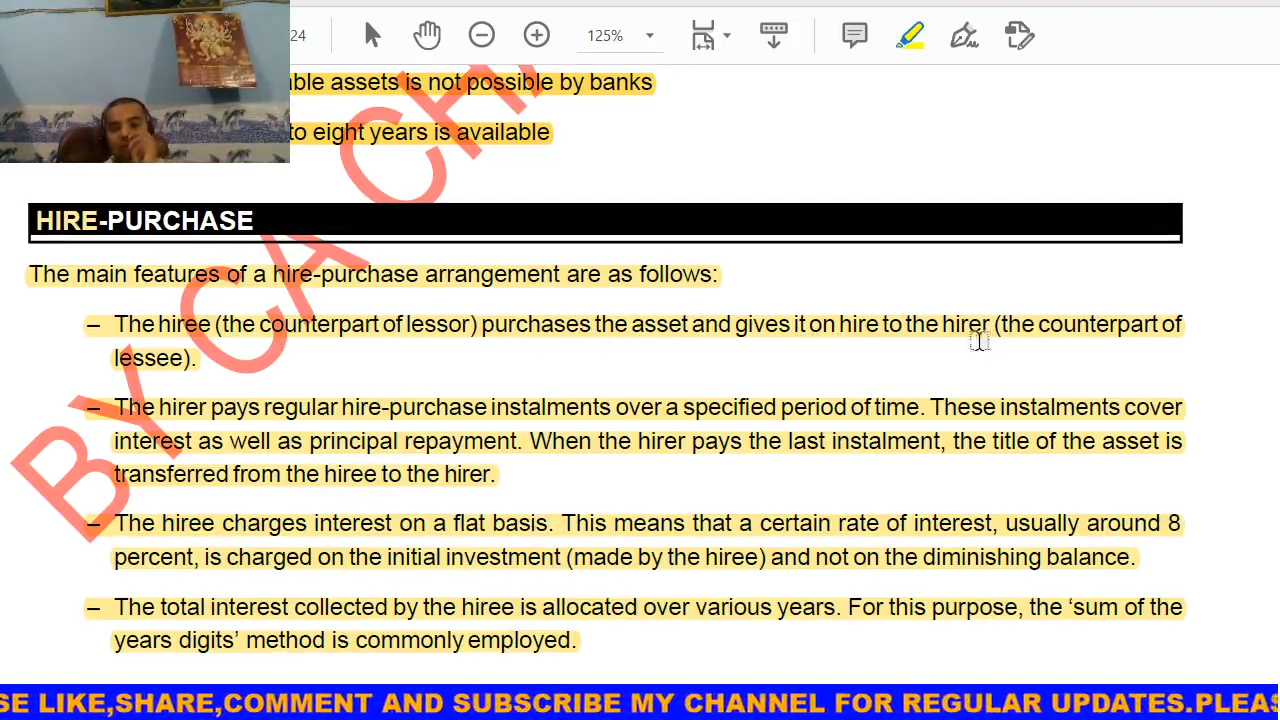 24
125%
able assets is not possible by banks
to eight years is available
HIRE-PURCHASE
The main features of a hire-purchase arrangement are as follows:
– The hiree (the counterpart of lessor) purchases the asset and gives it on hire to the hirer (the counterpart of
lessee).
– The hirer pays regular hire-purchase instalments over a specified period of time. These instalments cover
interest as well as principal repayment. When the hirer pays the last instalment, the title of the asset is
transferred from the hiree to the hirer.
– The hiree charges interest on a flat basis. This means that a certain rate of interest, usually around 8
percent, is charged on the initial investment (made by the hiree) and not on the diminishing balance.
– The total interest collected by the hiree is allocated over various years. For this purpose, the ‘sum of the
years digits’ method is commonly employed.
BY CA CH
SE LIKE,SHARE,COMMENT AND SUBSCRIBE MY CHANNEL FOR REGULAR UPDATES.PLEAS